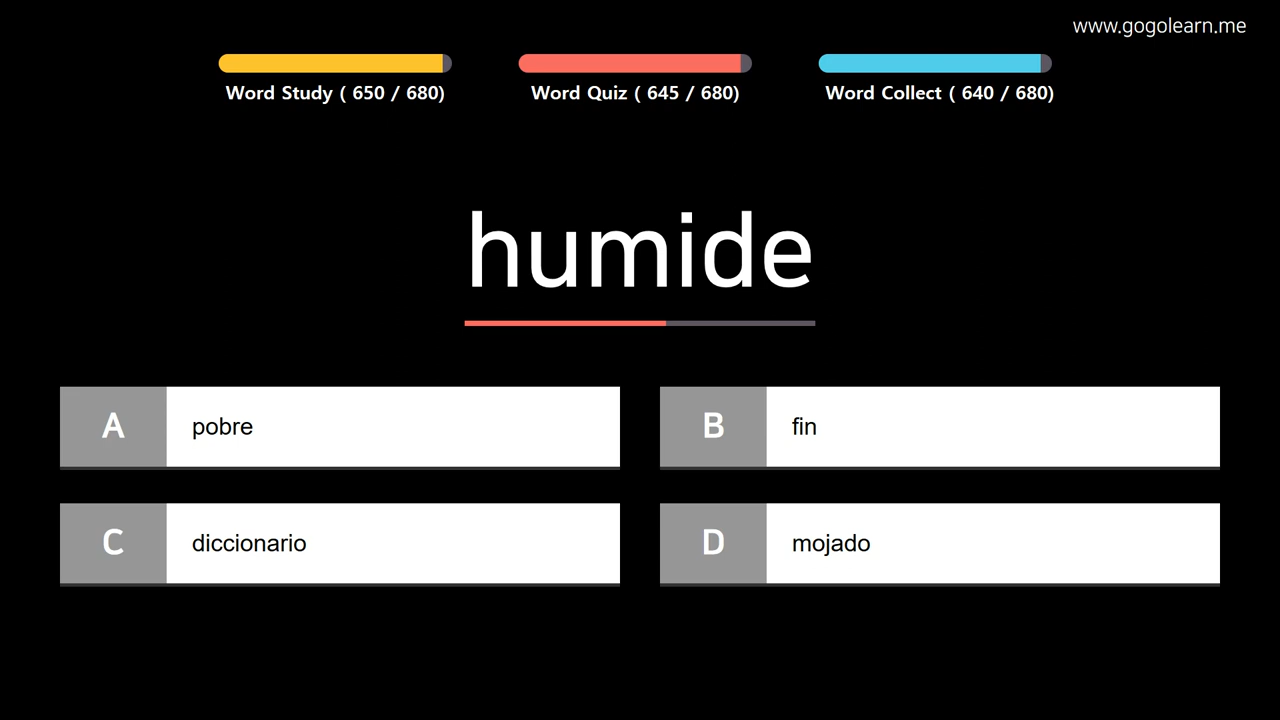 www.gogolearn.me
Word Study ( 650 / 680)
Word Quiz ( 645 / 680)
Word Collect ( 640 / 680)
humide
A pobre
B fin
C diccionario
D mojado